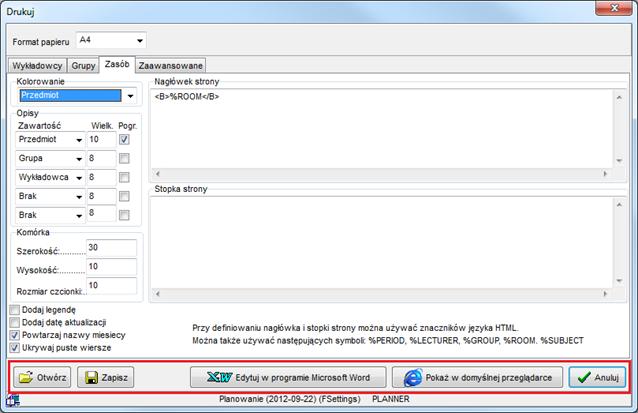 Drukuj
Format papieru A4
Wykładowcy Grupy Zasób Zaawansowane
Kolorowanie
Przedmiot
Opisy
Zawartość Wielk. Pogr.
Przedmiot 10
Grupa 8
Wykładowca 8
Brak 8
Brak 8
Komórka
Szerokość:............ 30
Wysokość:............ 10
Rozmiar czcionki:.. 10
Dodaj legendę
Dodaj datę aktualizacji
Powtarzaj nazwy miesiecy
Ukrywaj puste wiersze
Nagłówek strony
<B>%ROOM</B>
Stopka strony
Przy definiowaniu nagłówka i stopki strony można używać znaczników języka HTML.
Można także używać następujących symboli: %PERIOD, %LECTURER, %GROUP, %ROOM. %SUBJECT
Otwórz Zapisz Edytuj w programie Microsoft Word Pokaż w domyślnej przeglądarce Anuluj
Planowanie (2012-09-22) (FSettings) PLANNER